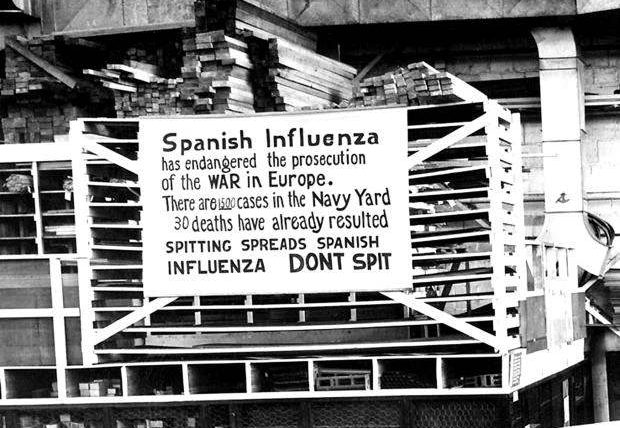 Spanish Influenza
has endangered the prosecution
of the WAR in Europe.
There are 1500 cases in the Navy Yard
30 deaths have already resulted
SPITTING SPREADS SPANISH
INFLUENZA DONT SPIT